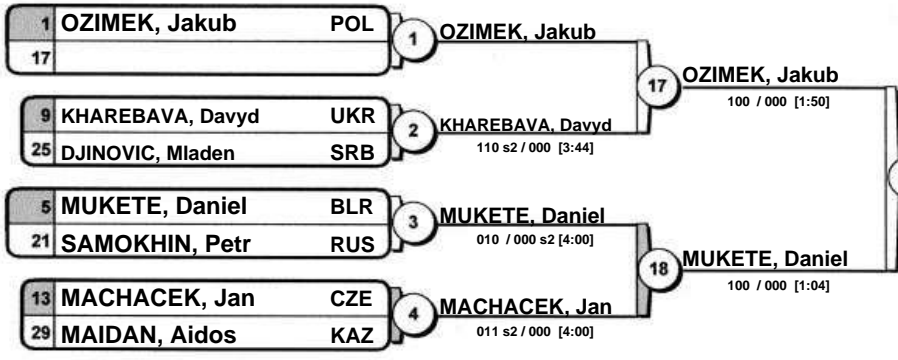 1 OZIMEK, Jakub POL
17
1
OZIMEK, Jakub
9 KHAREBAVA, Davyd UKR
25 DJINOVIC, Mladen SRB
2
KHAREBAVA, Davyd
110 s2 / 000 [3:44]
17
OZIMEK, Jakub
100 / 000 [1:50]
5 MUKETE, Daniel BLR
21 SAMOKHIN, Petr RUS
3
MUKETE, Daniel
010 / 000 s2 [4:00]
13 MACHACEK, Jan CZE
29 MAIDAN, Aidos KAZ
4
MACHACEK, Jan
011 s2 / 000 [4:00]
18
MUKETE, Daniel
100 / 000 [1:04]